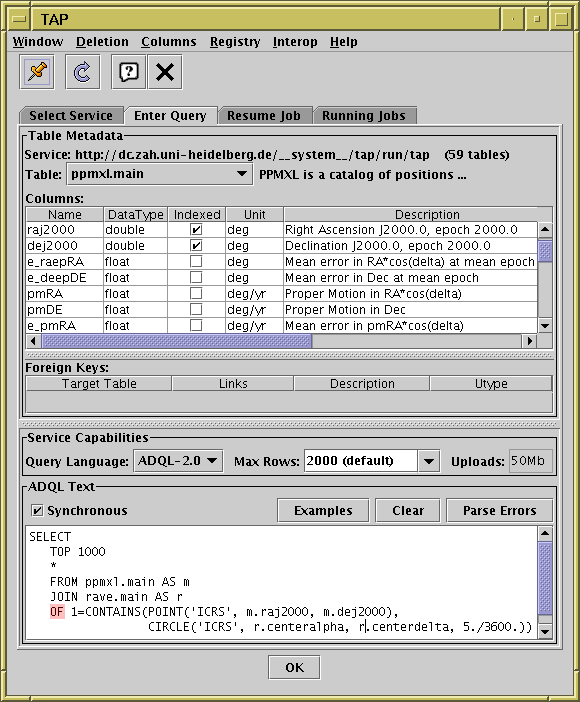 TAP
Window Deletion Columns Registry Interop Help
Select Service Enter Query Resume Job Running Jobs
Table Metadata
Service: http://dc.zah.uni-heidelberg.de/__system__/tap/run/tap (59 tables)
Table: ppmxl.main PPMXL is a catalog of positions ...
Columns:
Name DataType Indexed Unit Description
raj2000 double deg Right Ascension J2000.0, epoch 2000.0
dej2000 double deg Declination J2000.0, epoch 2000.0
e_raepRA float deg Mean error in RA*cos(delta) at mean epoch
e_deepDE float deg Mean error in Dec at mean epoch
pmRA float deg/yr Proper Motion in RA*cos(delta)
pmDE float deg/yr Proper Motion in Dec
e_pmRA float deg/yr Mean error in pmRA*cos(delta)
Foreign Keys:
Target Table Links Description Utype
Service Capabilities
Query Language: ADQL-2.0 Max Rows: 2000 (default) Uploads: 50Mb
ADQL Text
Synchronous Examples Clear Parse Errors
SELECT
TOP 1000
*
FROM ppmxl.main AS m
JOIN rave.main AS r
OF 1=CONTAINS(POINT('ICRS', m.raj2000, m.dej2000),
CIRCLE('ICRS', r.centeralpha, r.centerdelta, 5./3600.))
OK